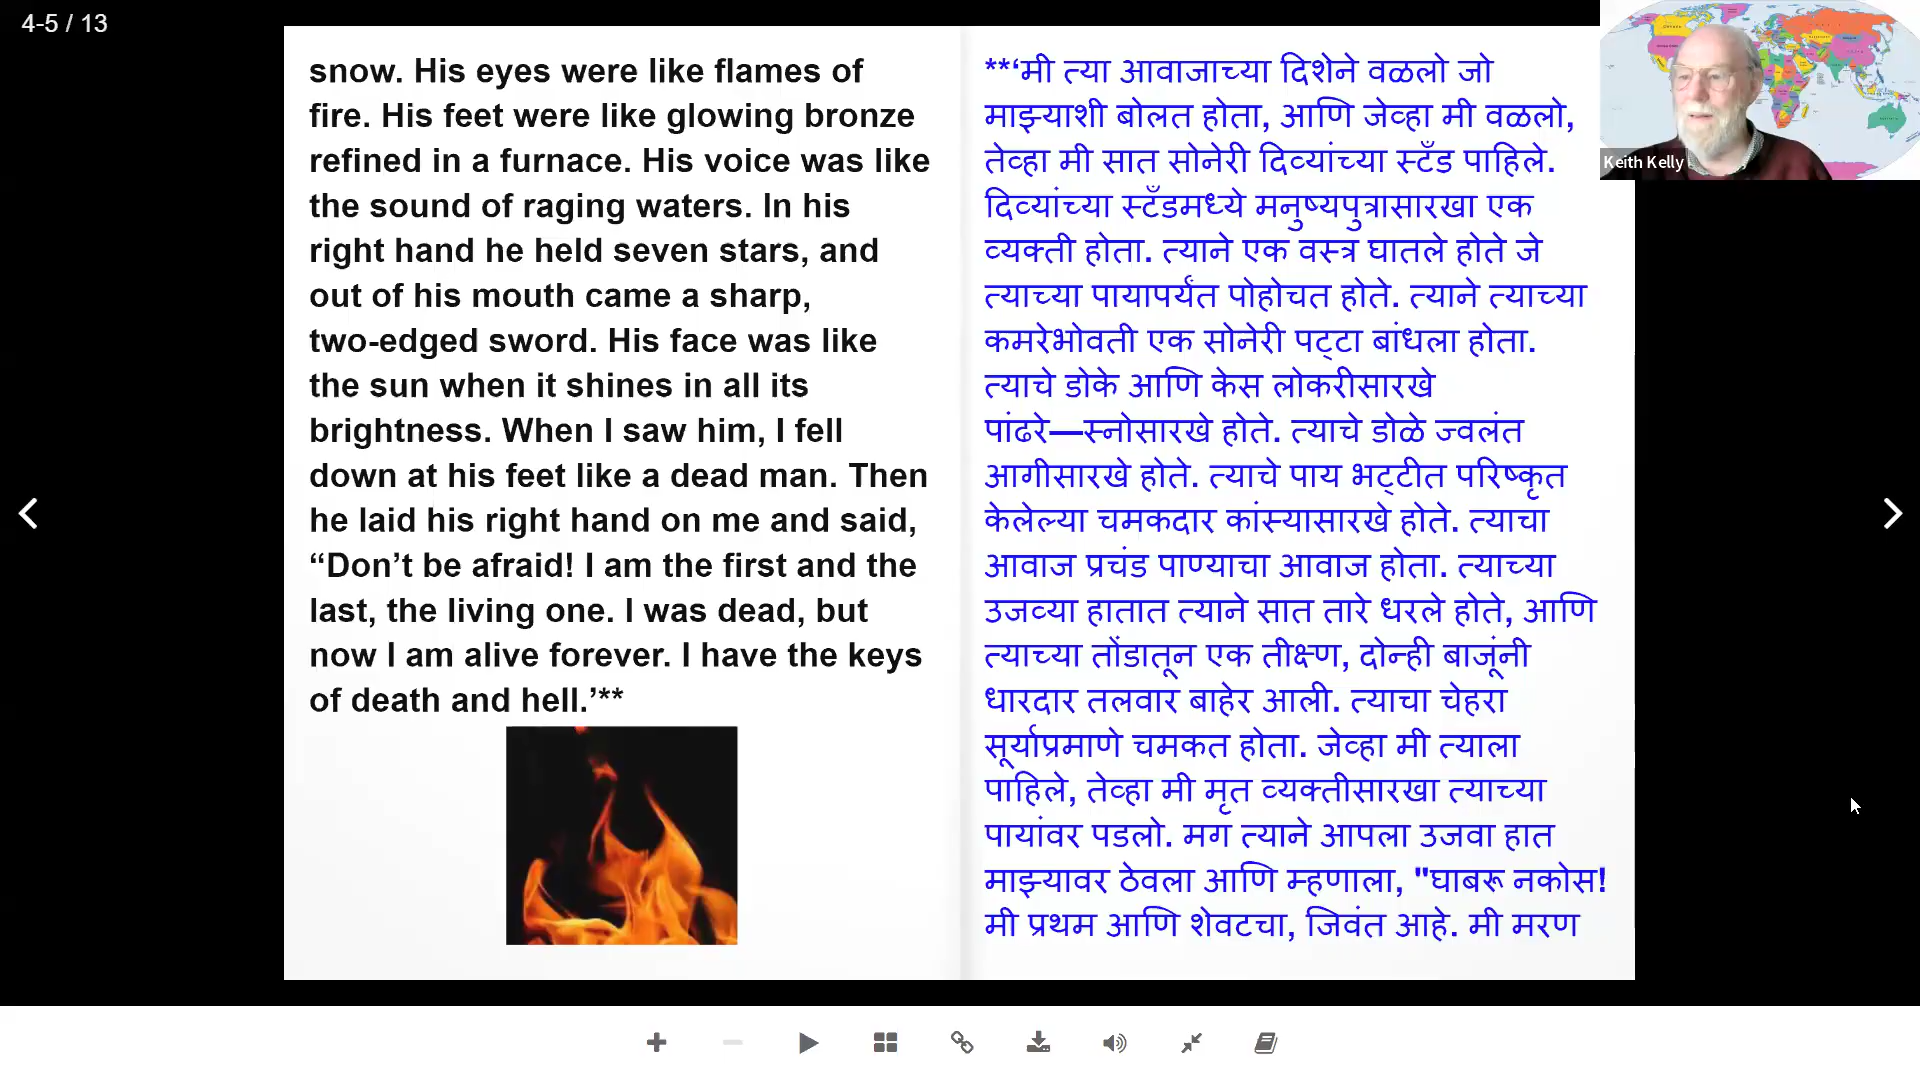 4-5 / 13
snow. His eyes were like flames of
fire. His feet were like glowing bronze
refined in a furnace. His voice was like
the sound of raging waters. In his
right hand he held seven stars, and
out of his mouth came a sharp,
two-edged sword. His face was like
the sun when it shines in all its
brightness. When I saw him, I fell
down at his feet like a dead man. Then
he laid his right hand on me and said,
“Don’t be afraid! I am the first and the
last, the living one. I was dead, but
now I am alive forever. I have the keys
of death and hell.’**
**‘मी त्या आवाजाच्या दिशेने वळलो जो
माझ्याशी बोलत होता, आणि जेव्हा मी वळलो,
तेव्हा मी सात सोनेरी दिव्यांच्या स्टँड पाहिले.
दिव्यांच्या स्टँडमध्ये मनुष्यपुत्रासारखा एक
व्यक्ती होता. त्याने एक वस्त्र घातले होते जे
त्याच्या पायापर्यंत पोहोचत होते. त्याने त्याच्या
कमरेभोवती एक सोनेरी पट्टा बांधला होता.
त्याचे डोके आणि केस लोकरीसारखे
पांढरे—स्नोसारखे होते. त्याचे डोळे ज्वलंत
आगीसारखे होते. त्याचे पाय भट्टीत परिष्कृत
केलेल्या चमकदार कांस्यासारखे होते. त्याचा
आवाज प्रचंड पाण्याचा आवाज होता. त्याच्या
उजव्या हातात त्याने सात तारे धरले होते, आणि
त्याच्या तोंडातून एक तीक्ष्ण, दोन्ही बाजूंनी
धारदार तलवार बाहेर आली. त्याचा चेहरा
सूर्याप्रमाणे चमकत होता. जेव्हा मी त्याला
पाहिले, तेव्हा मी मृत व्यक्तीसारखा त्याच्या
पायांवर पडलो. मग त्याने आपला उजवा हात
माझ्यावर ठेवला आणि म्हणाला, "घाबरू नकोस!
मी प्रथम आणि शेवटचा, जिवंत आहे. मी मरण
Keith Kelly